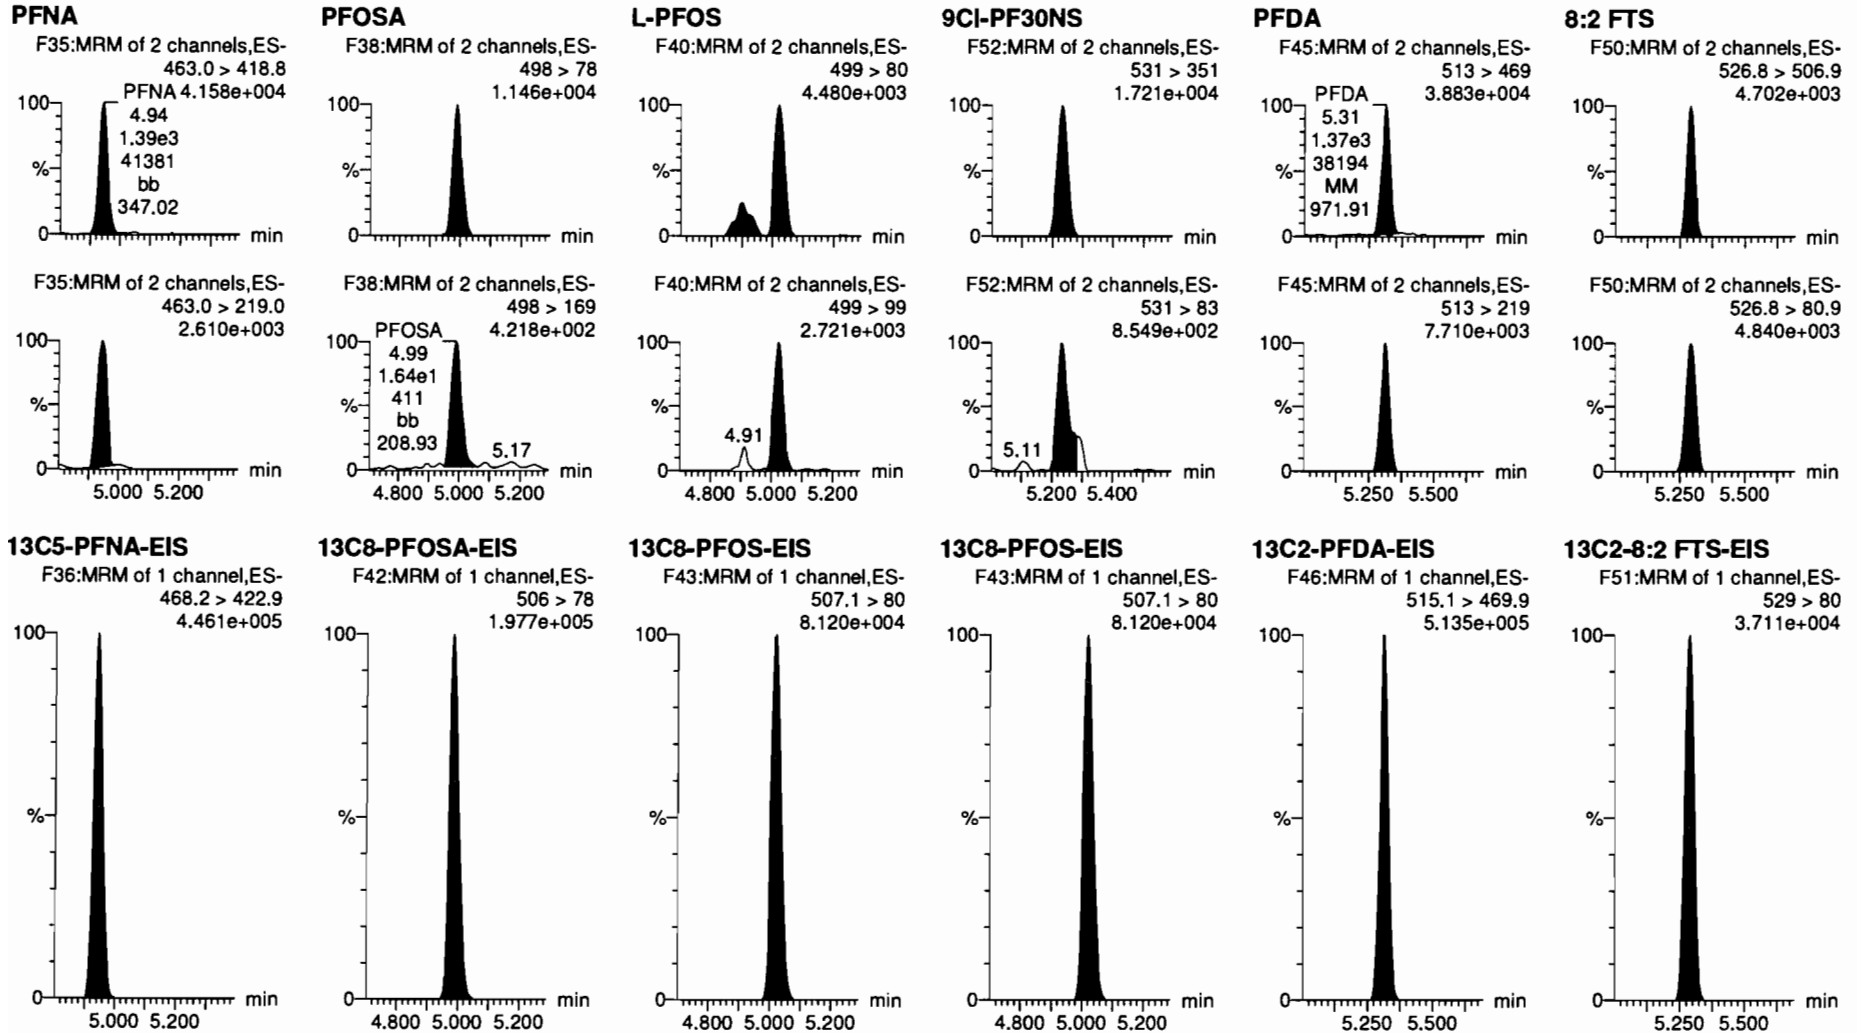 PFNA
F35:MRM of 2 channels,ES-
463.0 > 418.8
PFNA 4.158e+004
4.94
1.39e3
41381
bb
347.02
100
%
0
min
PFOSA
F38:MRM of 2 channels,ES-
498 > 78
1.146e+004
100
%
0
min
L-PFOS
F40:MRM of 2 channels,ES-
499 > 80
4.480e+003
100
%
0
min
9Cl-PF30NS
F52:MRM of 2 channels,ES-
531 > 351
1.721e+004
100
%
0
min
PFDA
F45:MRM of 2 channels,ES-
513 > 469
3.883e+004
PFDA
5.31
1.37e3
38194
MM
971.91
100
%
0
min
8:2 FTS
F50:MRM of 2 channels,ES-
526.8 > 506.9
4.702e+003
100
%
0
min
F35:MRM of 2 channels,ES-
463.0 > 219.0
2.610e+003
100
%
0
min
5.000 5.200
F38:MRM of 2 channels,ES-
498 > 169
4.218e+002
PFOSA
4.99
1.64e1
411
bb
208.93
5.17
100
%
0
min
4.800 5.000 5.200
F40:MRM of 2 channels,ES-
499 > 99
2.721e+003
100
%
4.91
0
min
4.800 5.000 5.200
F52:MRM of 2 channels,ES-
531 > 83
8.549e+002
100
%
5.11
0
min
5.200 5.400
F45:MRM of 2 channels,ES-
513 > 219
7.710e+003
100
%
0
min
5.250 5.500
F50:MRM of 2 channels,ES-
526.8 > 80.9
4.840e+003
100
%
0
min
5.250 5.500
13C5-PFNA-EIS
F36:MRM of 1 channel,ES-
468.2 > 422.9
4.461e+005
100
%
0
min
5.000 5.200
13C8-PFOSA-EIS
F42:MRM of 1 channel,ES-
506 > 78
1.977e+005
100
%
0
min
4.800 5.000 5.200
13C8-PFOS-EIS
F43:MRM of 1 channel,ES-
507.1 > 80
8.120e+004
100
%
0
min
4.800 5.000 5.200
13C8-PFOS-EIS
F43:MRM of 1 channel,ES-
507.1 > 80
8.120e+004
100
%
0
min
4.800 5.000 5.200
13C2-PFDA-EIS
F46:MRM of 1 channel,ES-
515.1 > 469.9
5.135e+005
100
%
0
min
5.250 5.500
13C2-8:2 FTS-EIS
F51:MRM of 1 channel,ES-
529 > 80
3.711e+004
100
%
0
min
5.250 5.500